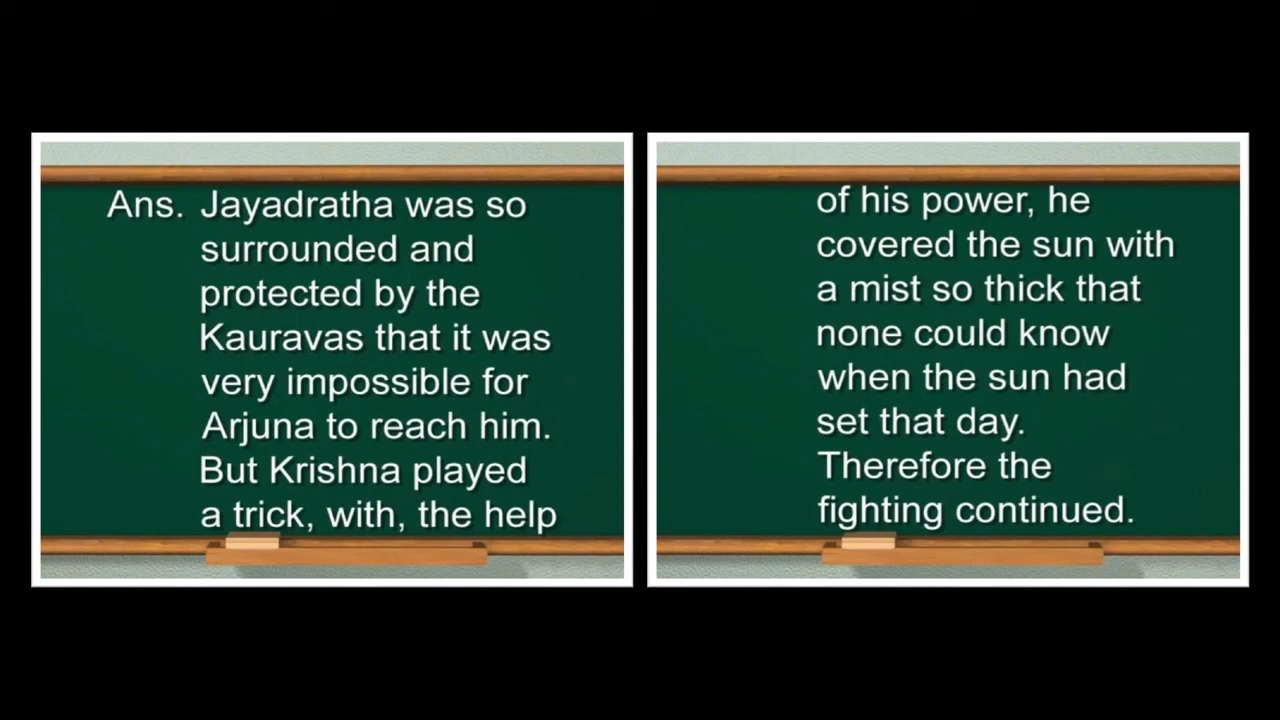 Ans. Jayadratha was so
surrounded and
protected by the
Kauravas that it was
very impossible for
Arjuna to reach him.
But Krishna played
a trick, with, the help
of his power, he
covered the sun with
a mist so thick that
none could know
when the sun had
set that day.
Therefore the
fighting continued.